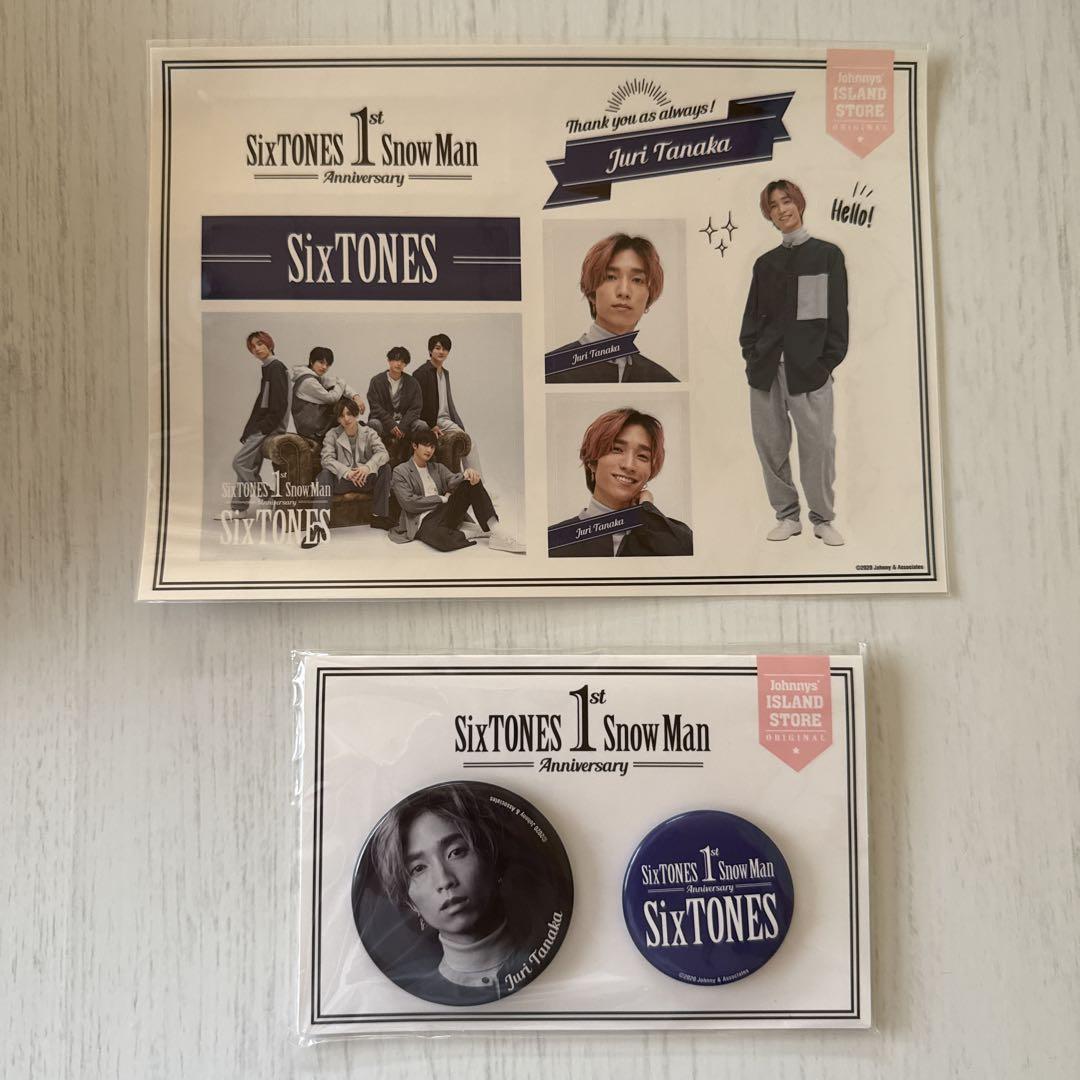 SixTONES 1st Snow Man
Anniversary
Thank you as always!
Juri Tanaka
Johnnys'
ISLAND
STORE
ORIGINAL
Hello!
SixTONES
Juri Tanaka
SixTONES 1st Snow Man
Anniversary
SixTONES
Juri Tanaka
©2020 Johnny & Associates
SixTONES 1st Snow Man
Anniversary
Johnnys'
ISLAND
STORE
ORIGINAL
©2020 Johnny & Associates
Juri Tanaka
SixTONES 1st Snow Man
Anniversary
SixTONES
©2020 Johnny & Associates